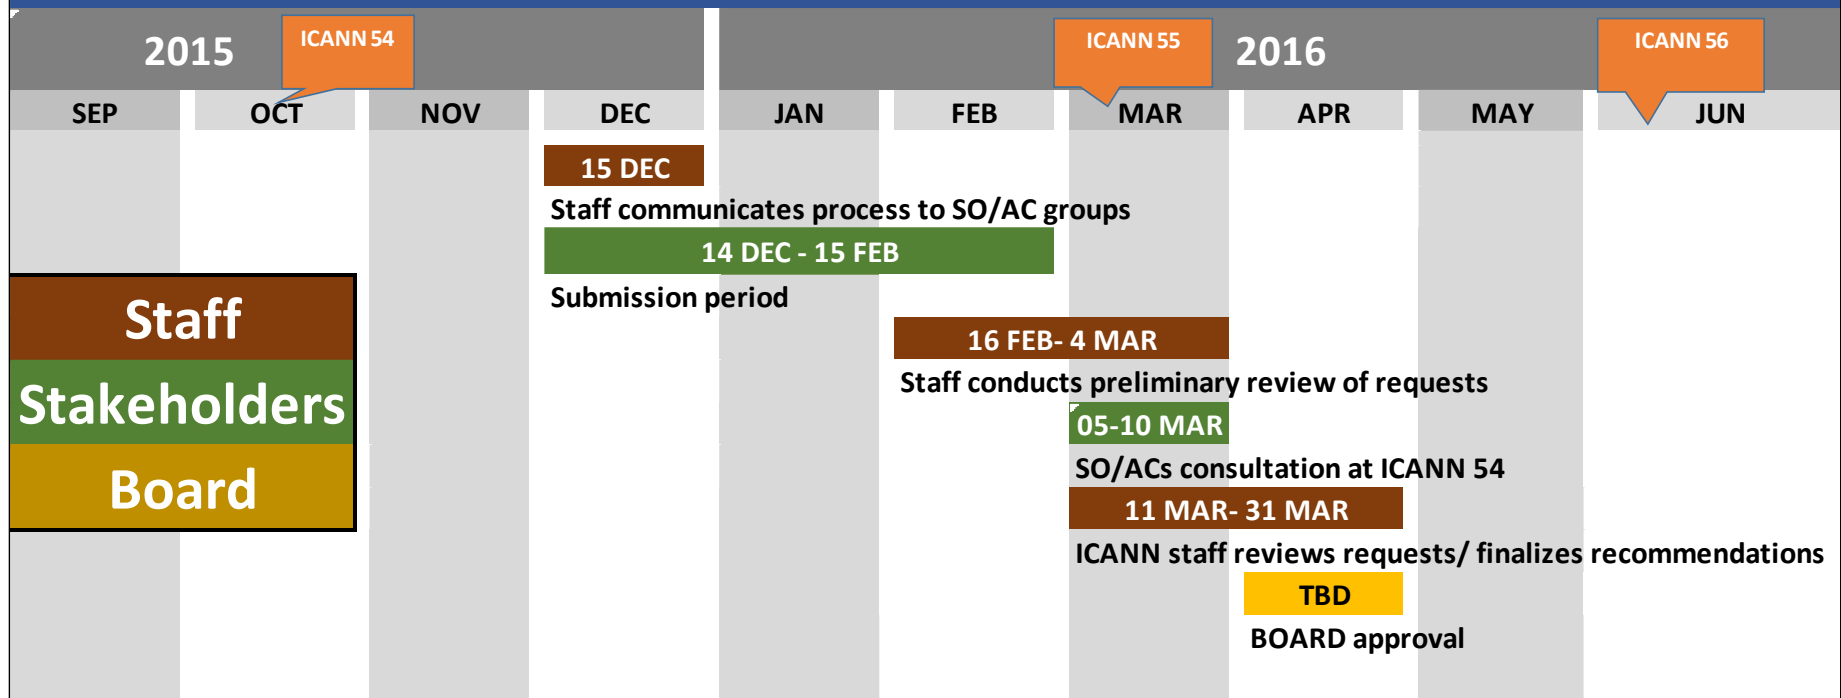 2015
ICANN 54
ICANN 55
2016
ICANN 56
SEP
OCT
NOV
DEC
JAN
FEB
MAR
APR
MAY
JUN
15 DEC
Staff communicates process to SO/AC groups
14 DEC - 15 FEB
Submission period
Staff
Stakeholders
Board
16 FEB- 4 MAR
Staff conducts preliminary review of requests
05-10 MAR
SO/ACs consultation at ICANN 54
11 MAR- 31 MAR
ICANN staff reviews requests/ finalizes recommendations
TBD
BOARD approval